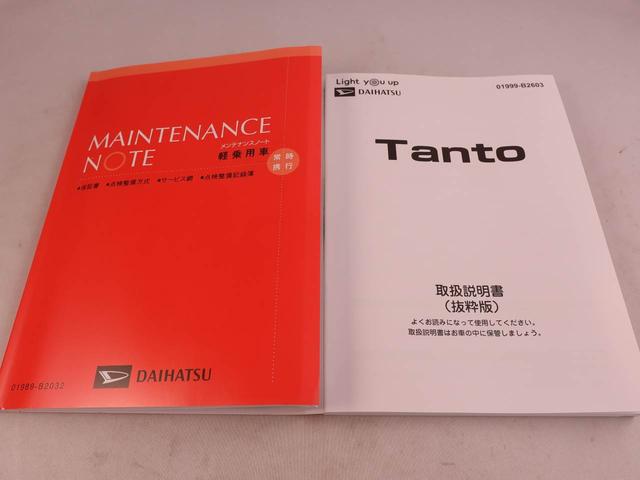 MAINTENANCE
NOTE
メンテナンスノート
軽乗用車
常時
携行
●保証書 ●点検整備方式 ●サービス網 ●点検整備記録簿
01989-B2032
DAIHATSU
Light you up
DAIHATSU
01999-B2603
Tanto
取扱説明書
（抜粋版）
よくお読みになって使用してください。
取扱説明書はお車の中に保管しましょう。